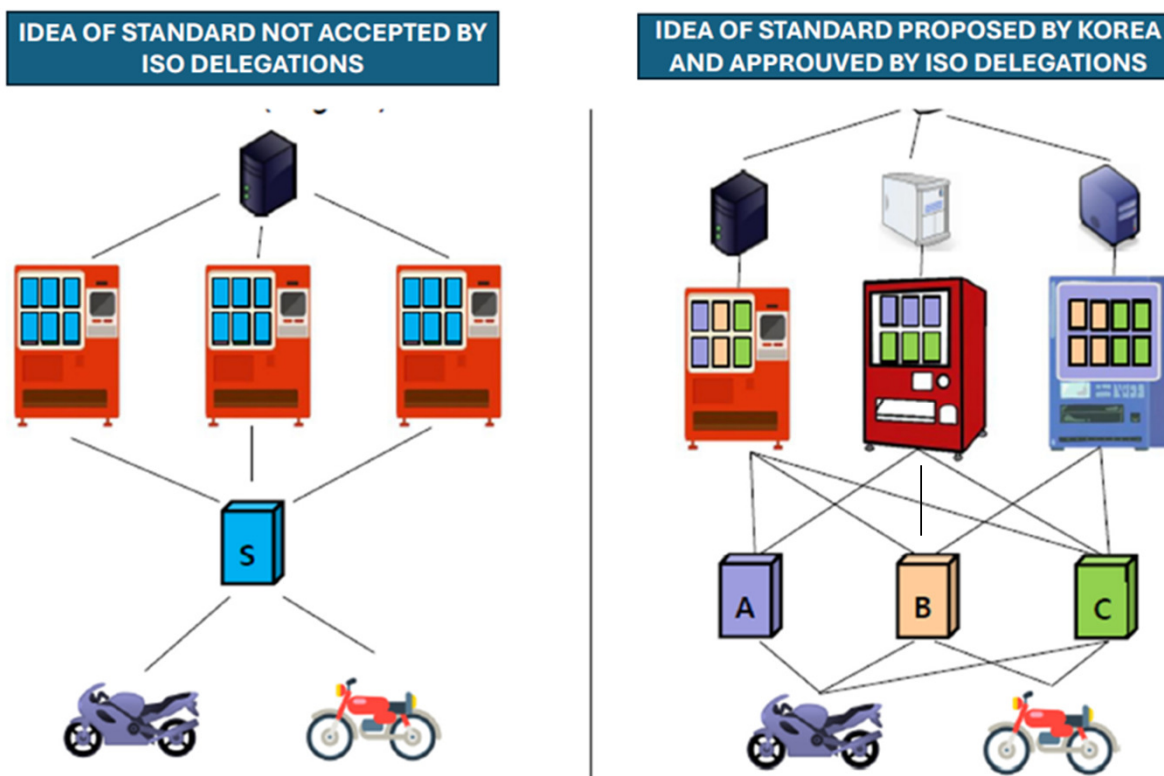 IDEA OF STANDARD NOT ACCEPTED BY
ISO DELEGATIONS
IDEA OF STANDARD PROPOSED BY KOREA
AND APPROUVED BY ISO DELEGATIONS
S
A
B
C